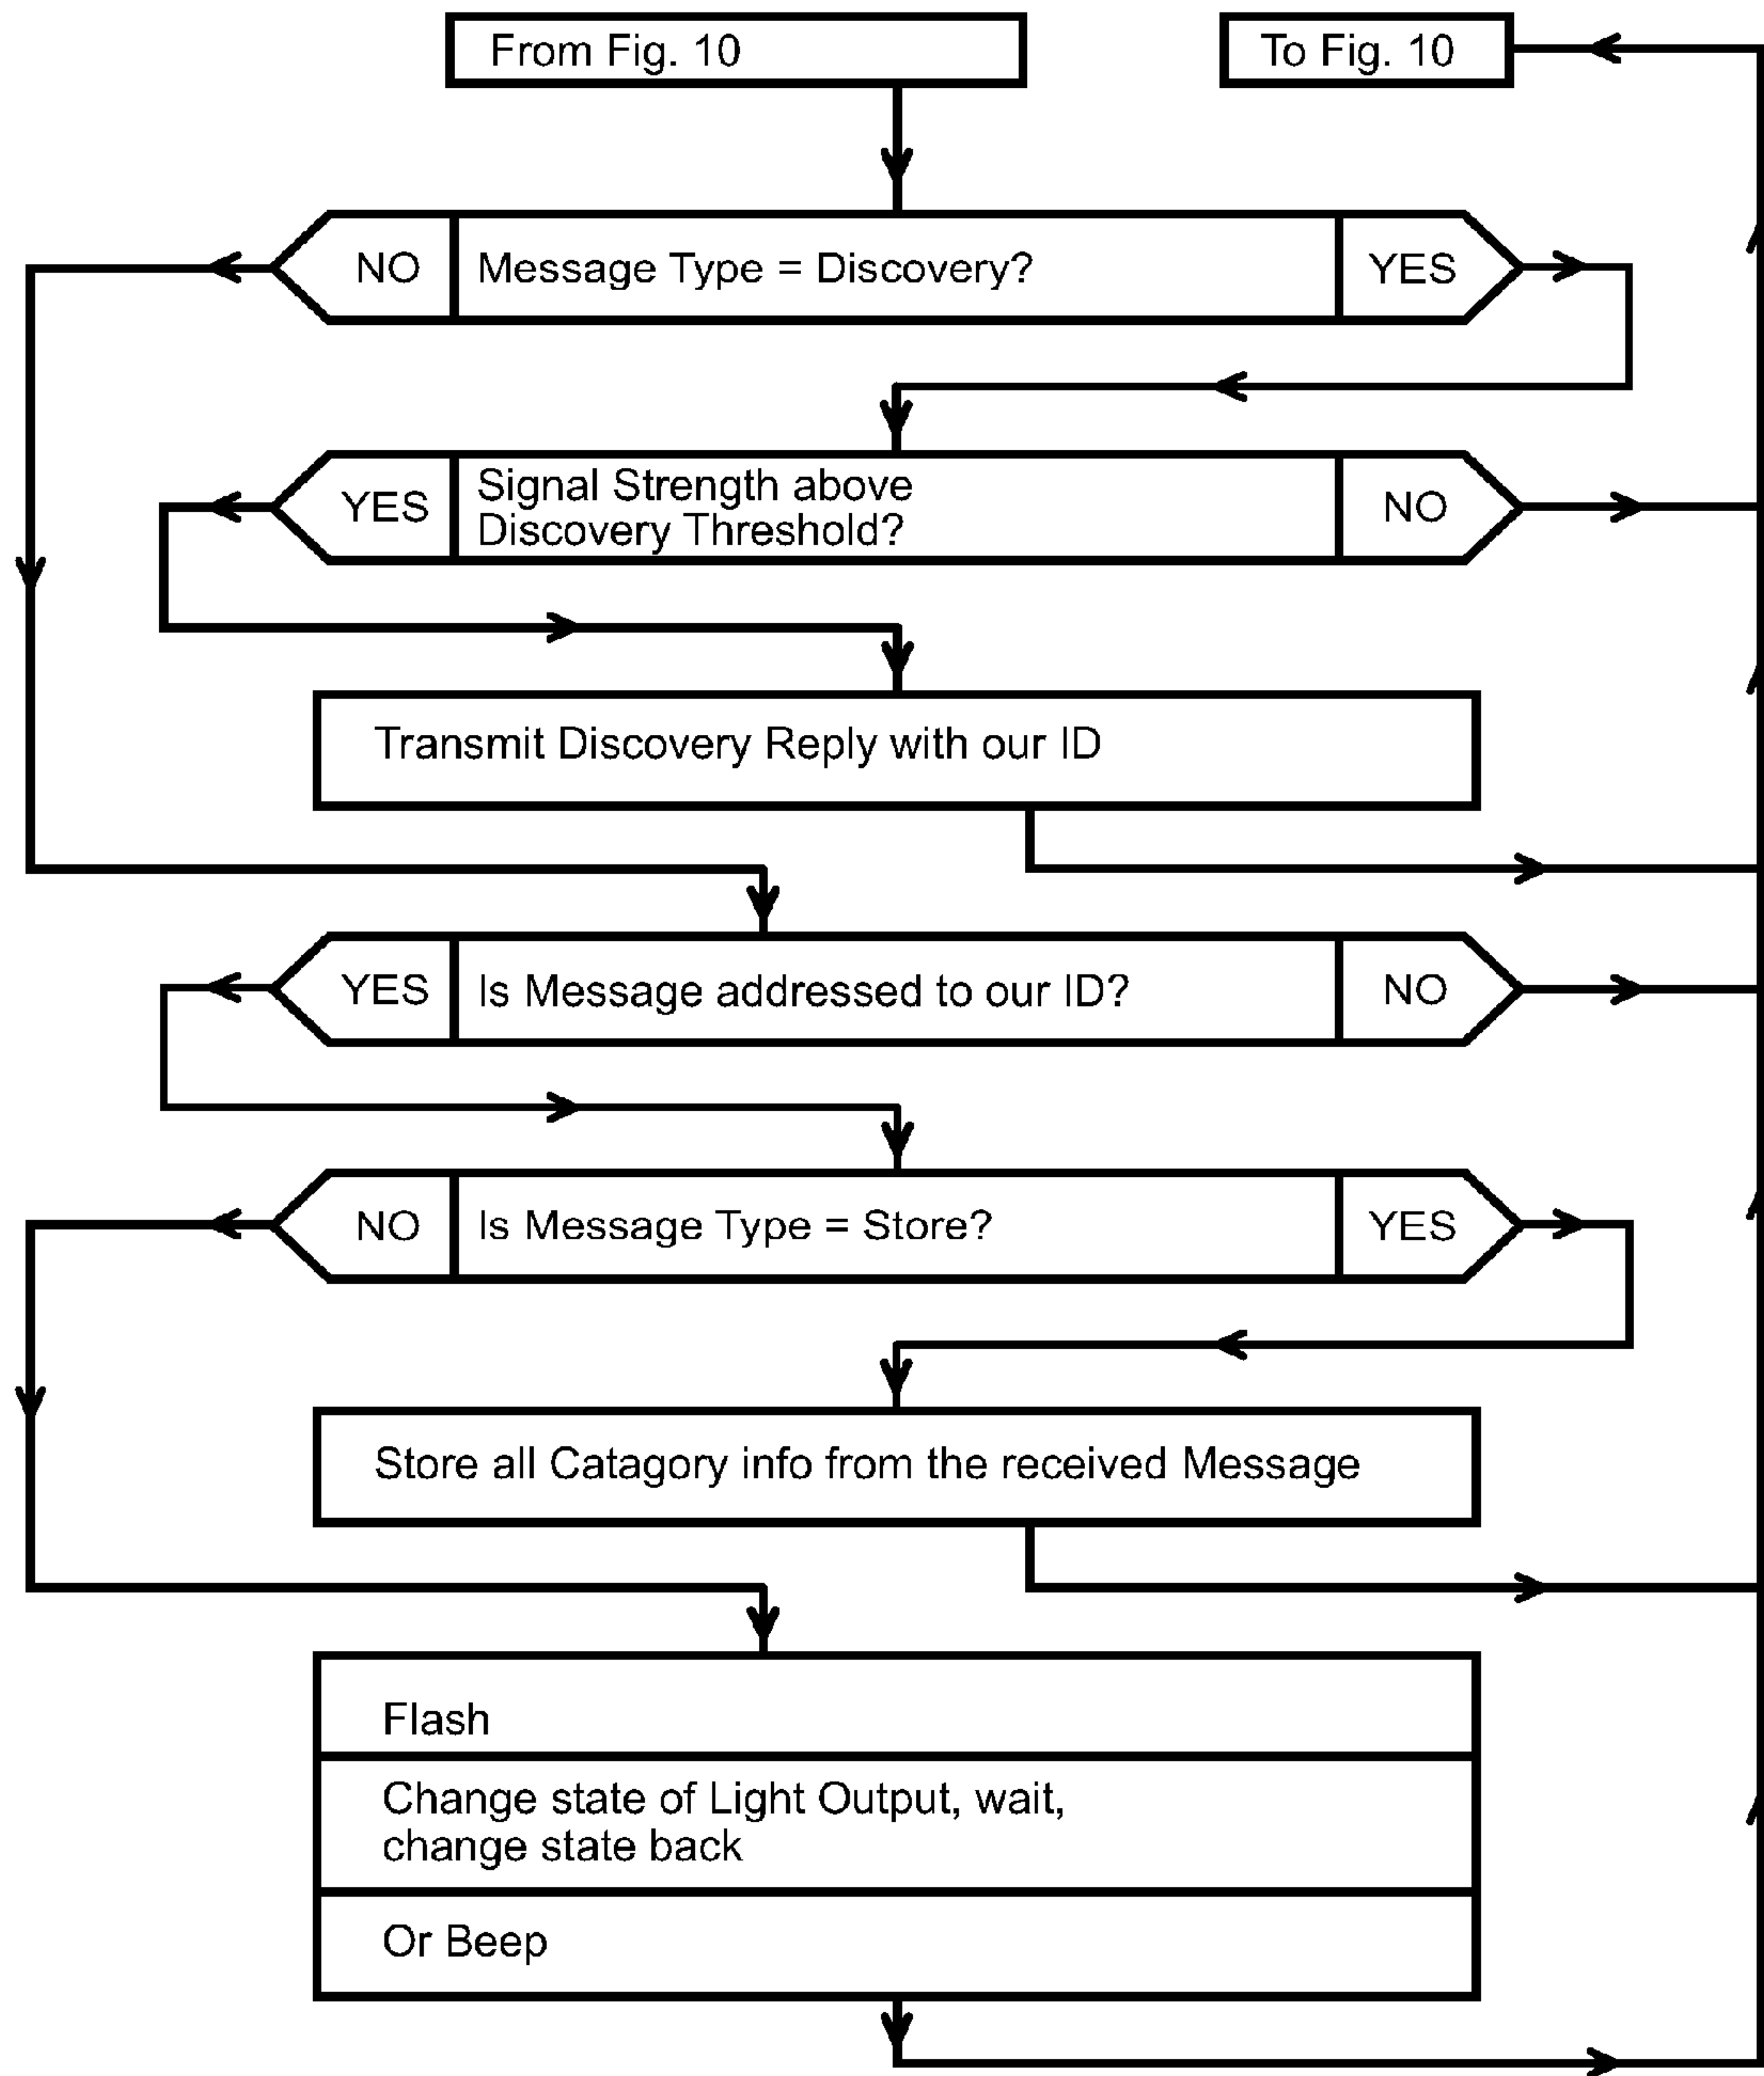 From Fig. 10
To Fig. 10
NO
Message Type = Discovery?
YES
YES
Signal Strength above
Discovery Threshold?
NO
Transmit Discovery Reply with our ID
YES
Is Message addressed to our ID?
NO
NO
Is Message Type = Store?
YES
Store all Catagory info from the received Message
Flash
Change state of Light Output, wait,
change state back
Or Beep